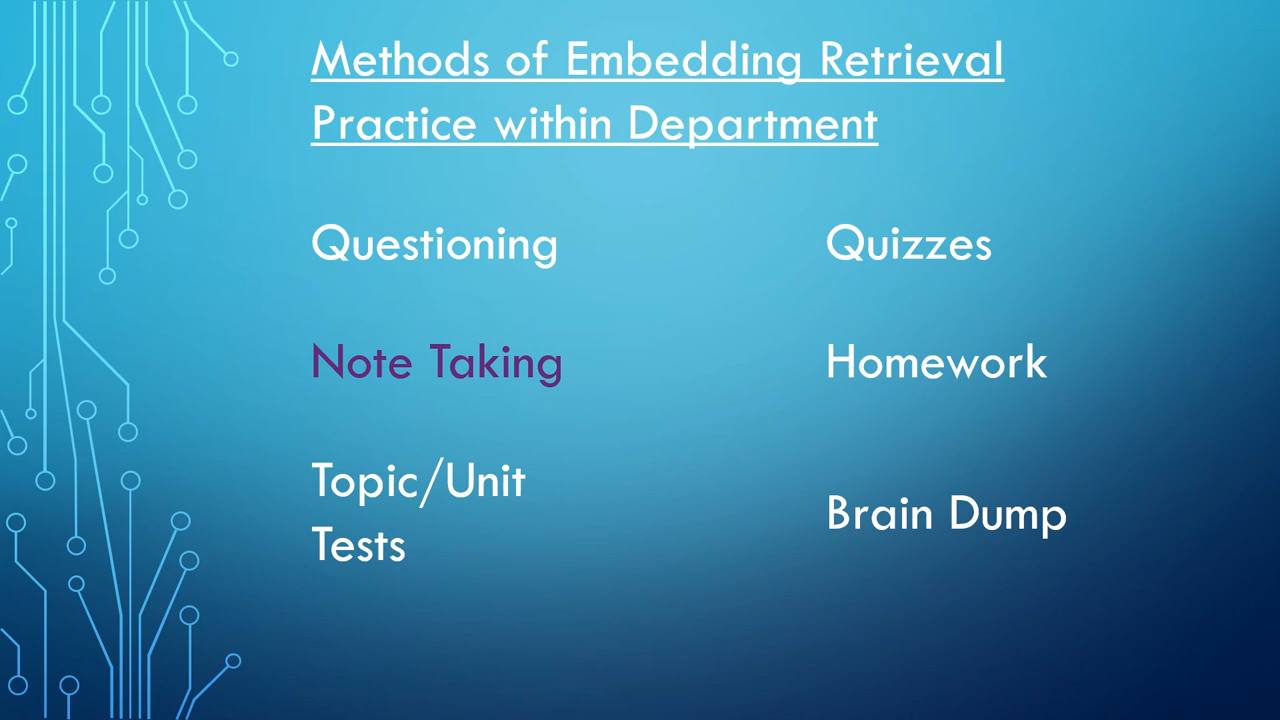 Methods of Embedding Retrieval
Practice within Department
Questioning
Quizzes
Note Taking
Homework
Topic/Unit
Tests
Brain Dump